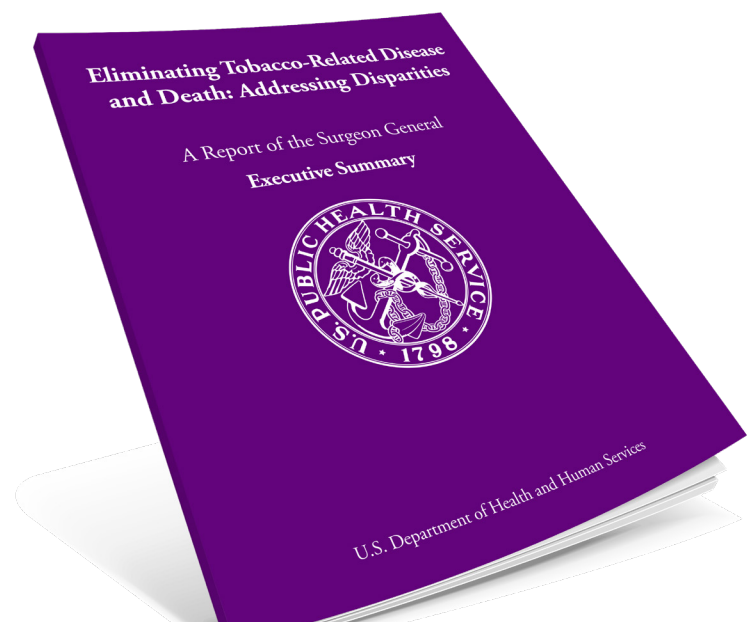 Eliminating Tobacco-Related Disease
and Death: Addressing Disparities
A Report of the Surgeon General
Executive Summary
U.S. PUBLIC HEALTH SERVICE
1798
U.S. Department of Health and Human Services